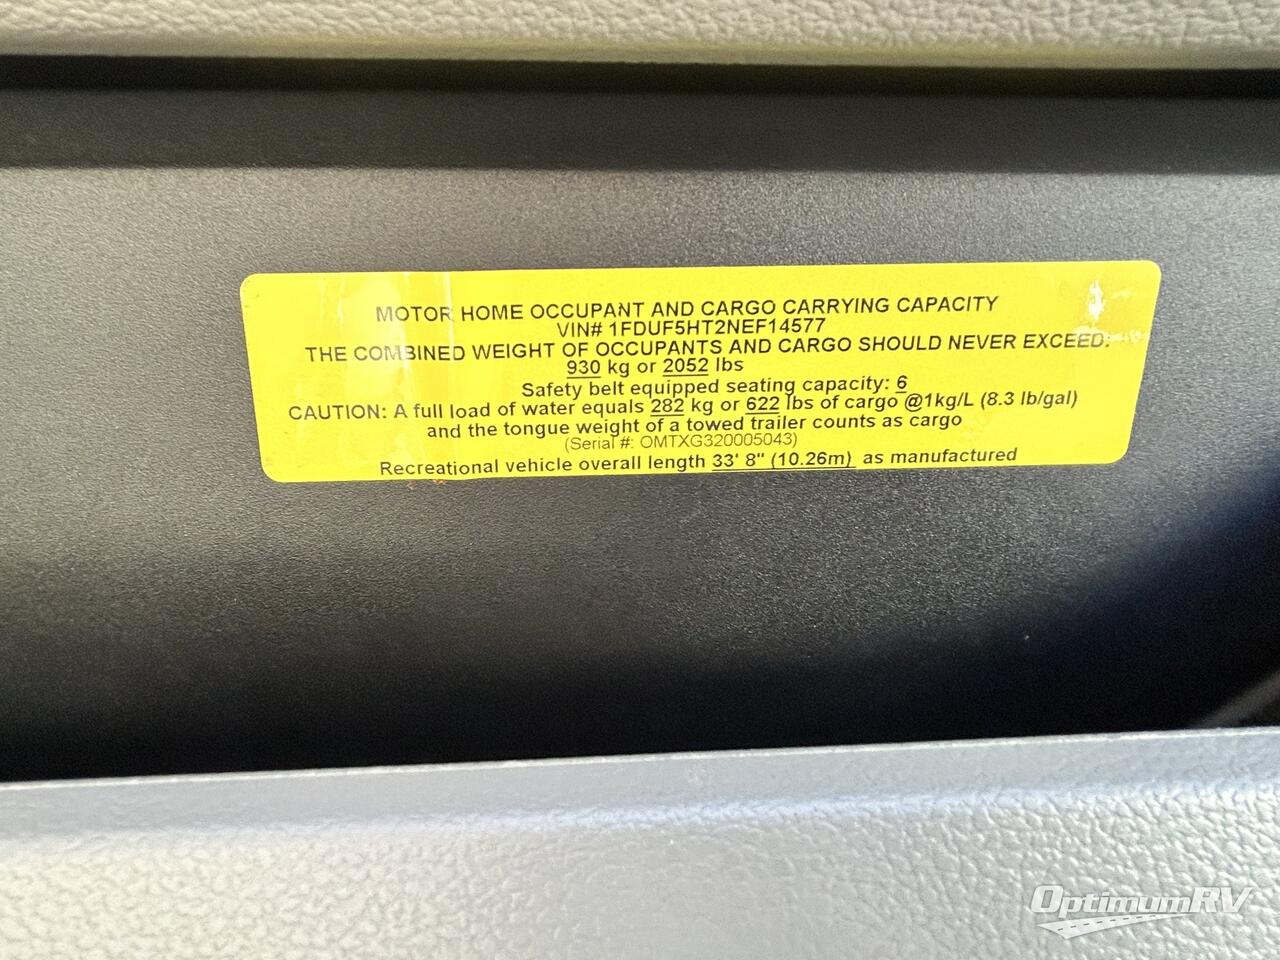 MOTOR HOME OCCUPANT AND CARGO CARRYING CAPACITY
VIN# 1FDUF5HT2NEF14577
THE COMBINED WEIGHT OF OCCUPANTS AND CARGO SHOULD NEVER EXCEED:
930 kg or 2052 lbs
Safety belt equipped seating capacity: 6
CAUTION: A full load of water equals 282 kg or 622 lbs of cargo @1kg/L (8.3 lb/gal)
and the tongue weight of a towed trailer counts as cargo
(Serial #: OMTXG320005043)
Recreational vehicle overall length 33' 8" (10.26m) as manufactured
OptimumRV